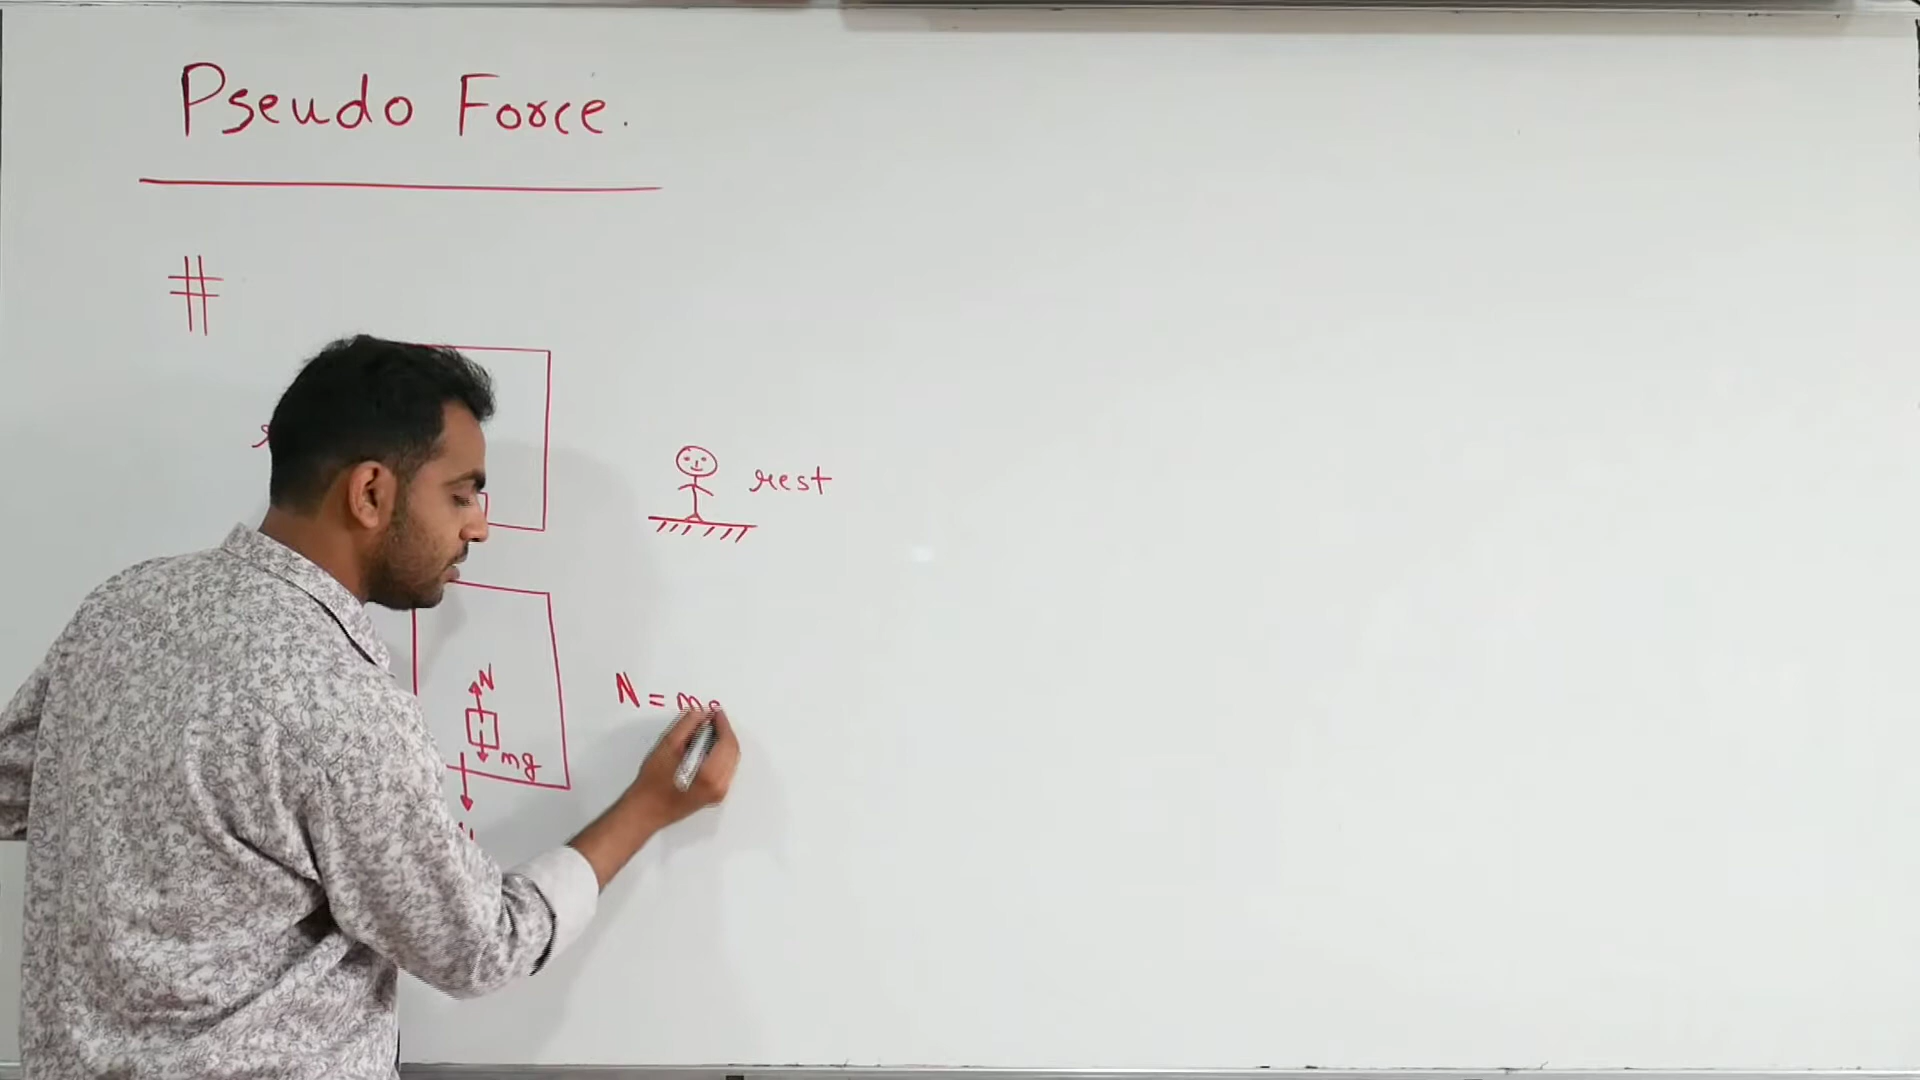 Pseudo Force.
#
rest
N
N = mg
mg
N